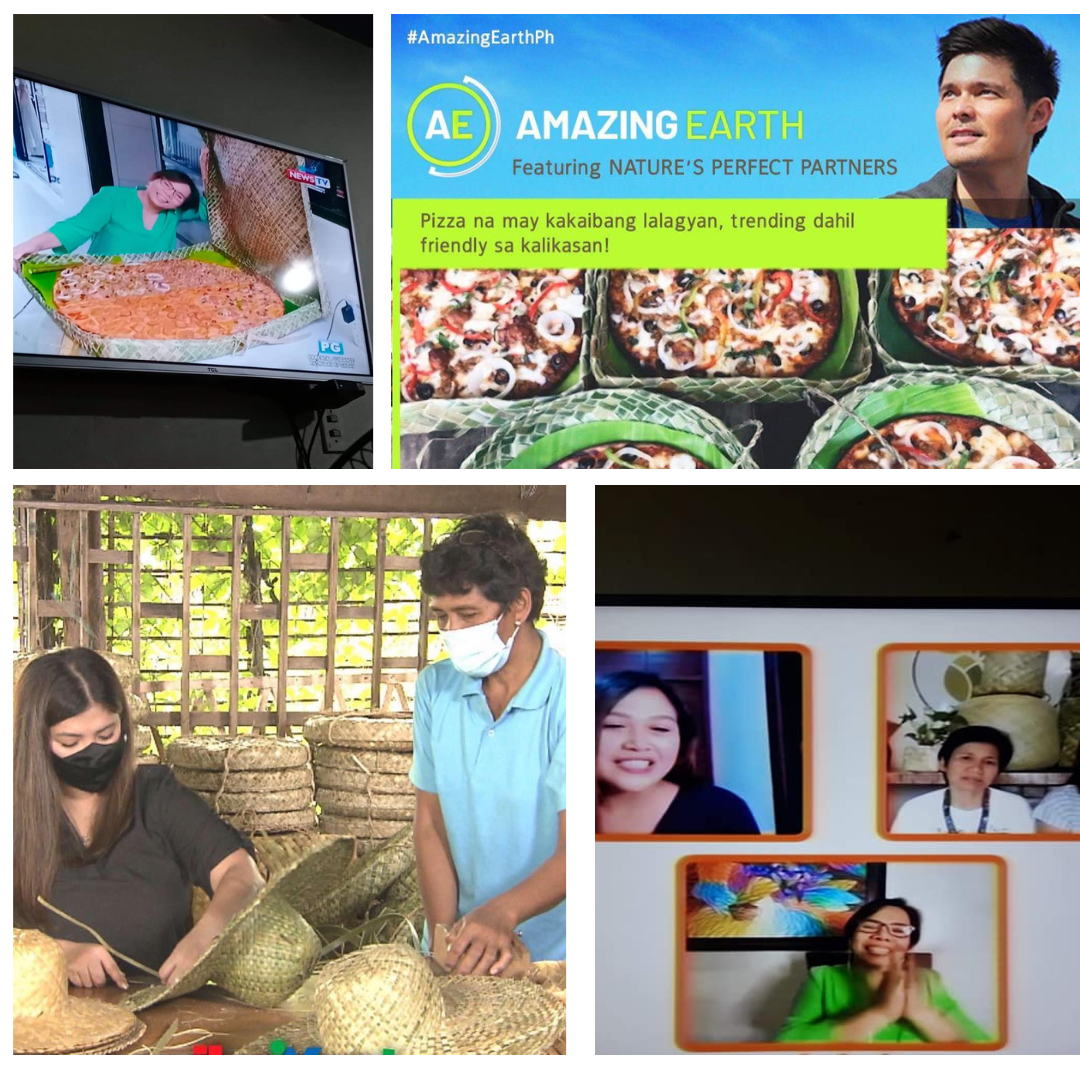 NEWS TV
PG
TCL
#AmazingEarthPh
AE
AMAZING EARTH
Featuring NATURE'S PERFECT PARTNERS
Pizza na may kakaibang lalagyan, trending dahil
friendly sa kalikasan!